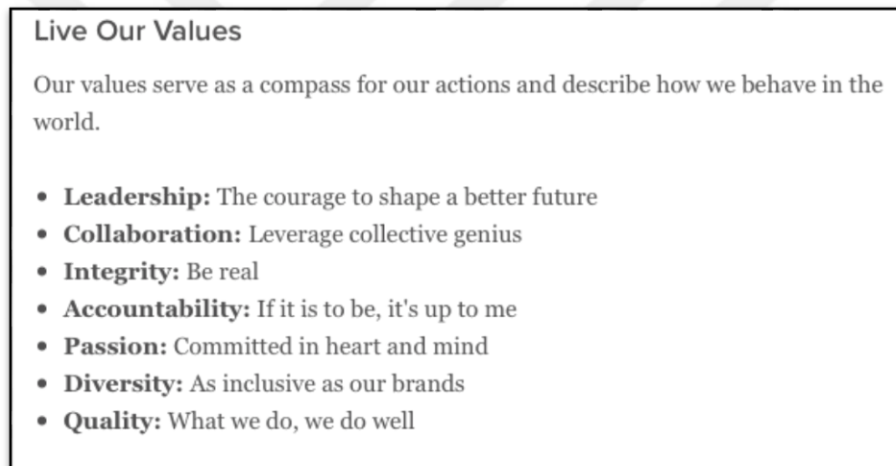 Live Our Values
Our values serve as a compass for our actions and describe how we behave in the
world.
• Leadership: The courage to shape a better future
• Collaboration: Leverage collective genius
• Integrity: Be real
• Accountability: If it is to be, it's up to me
• Passion: Committed in heart and mind
• Diversity: As inclusive as our brands
• Quality: What we do, we do well